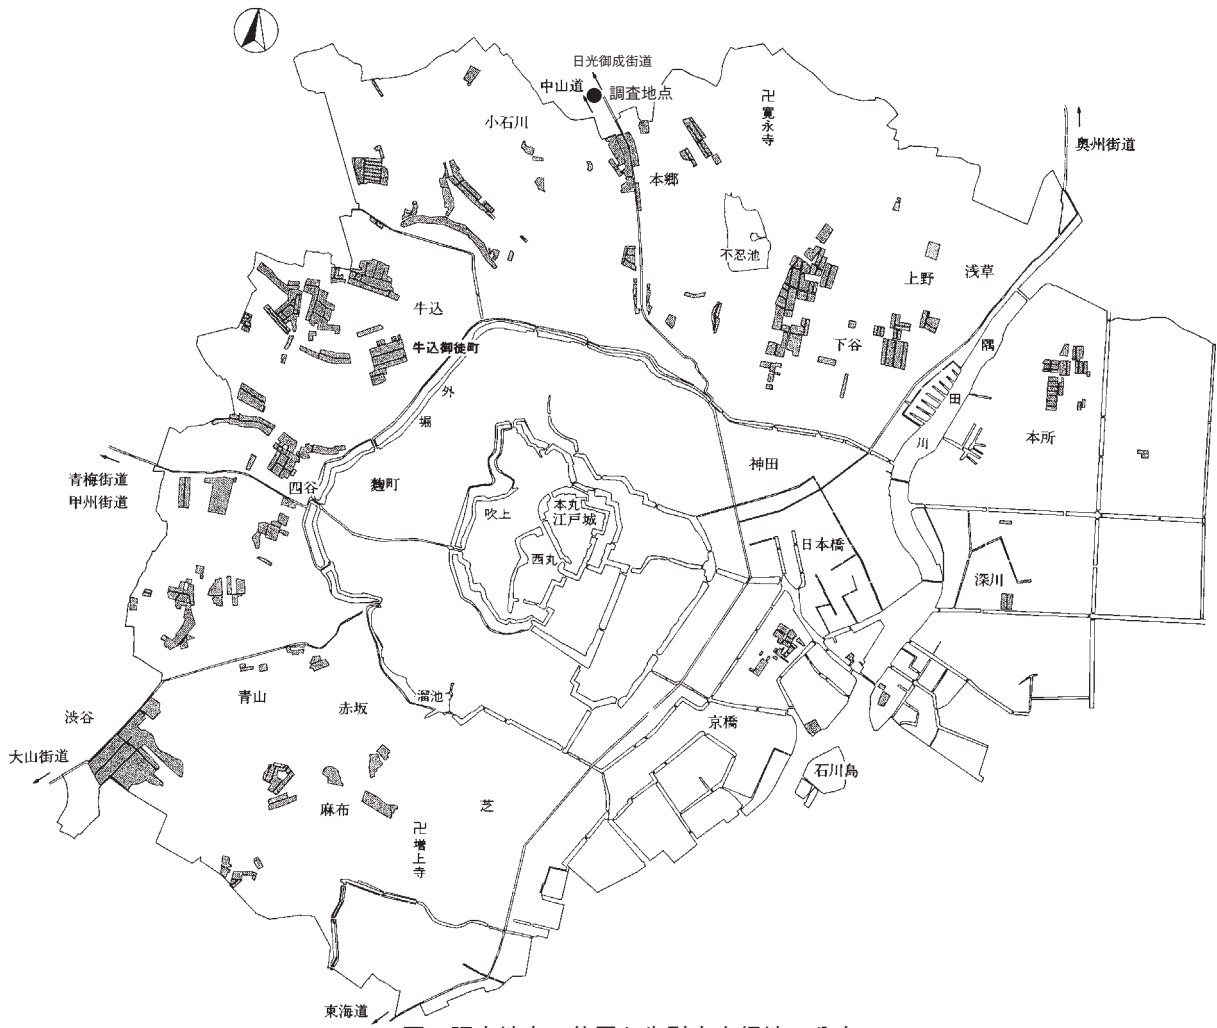 日光御成街道
中山道
調査地点
小石川
卍寛永寺
奥州街道
本郷
不忍池
上野
浅草
牛込
下谷
隅田川
牛込御徒町
外堀
本所
青梅街道
甲州街道
四谷
麴町
神田
吹上
本丸
江戸城
日本橋
西丸
深川
青山
赤坂
溜池
渋谷
京橋
大山街道
石川島
麻布
芝
卍増上寺
東海道